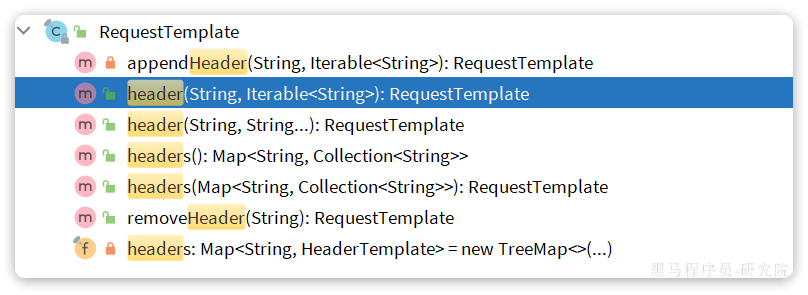 RequestTemplate
m appendHeader(String, Iterable<String>): RequestTemplate
m header(String, Iterable<String>): RequestTemplate
m header(String, String...): RequestTemplate
m headers(): Map<String, Collection<String>>
m headers(Map<String, Collection<String>>): RequestTemplate
m removeHeader(String): RequestTemplate
f headers: Map<String, HeaderTemplate> = new TreeMap<>(...)
黑马程序员-研究院